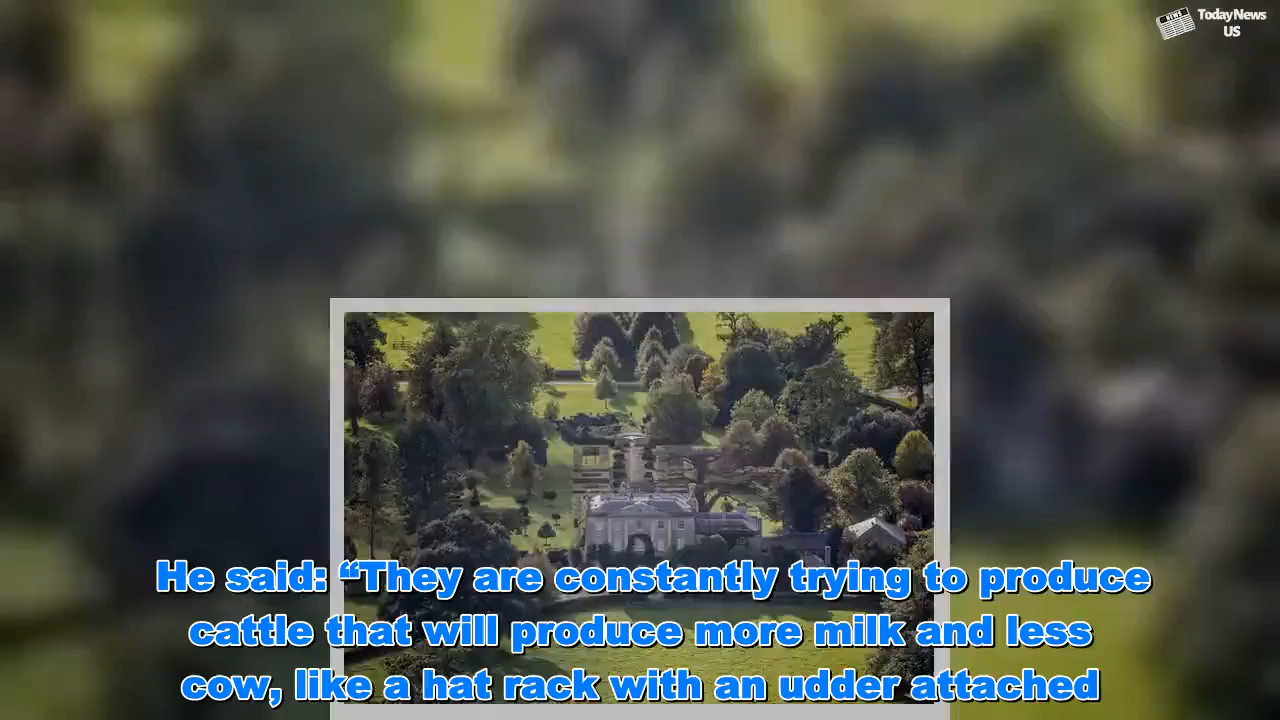 NEWS
TodayNews
US
He said: “They are constantly trying to produce
cattle that will produce more milk and less
cow, like a hat rack with an udder attached